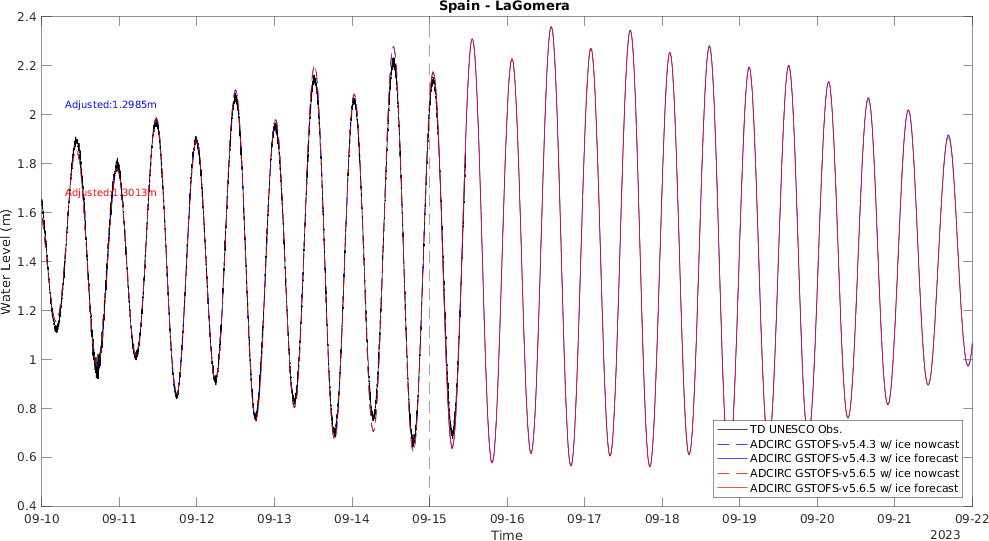 Spain - LaGomera
2.4
2.2
2
1.8
1.6
1.4
1.2
1
0.8
0.6
0.4
Water Level (m)
Adjusted:1.2985m
Adjusted:1.3013m
TD UNESCO Obs.
ADCIRC GSTOFS-v5.4.3 w/ ice nowcast
ADCIRC GSTOFS-v5.4.3 w/ ice forecast
ADCIRC GSTOFS-v5.6.5 w/ ice nowcast
ADCIRC GSTOFS-v5.6.5 w/ ice forecast
09-10 09-11 09-12 09-13 09-14 09-15 09-16 09-17 09-18 09-19 09-20 09-21 09-22
Time
2023